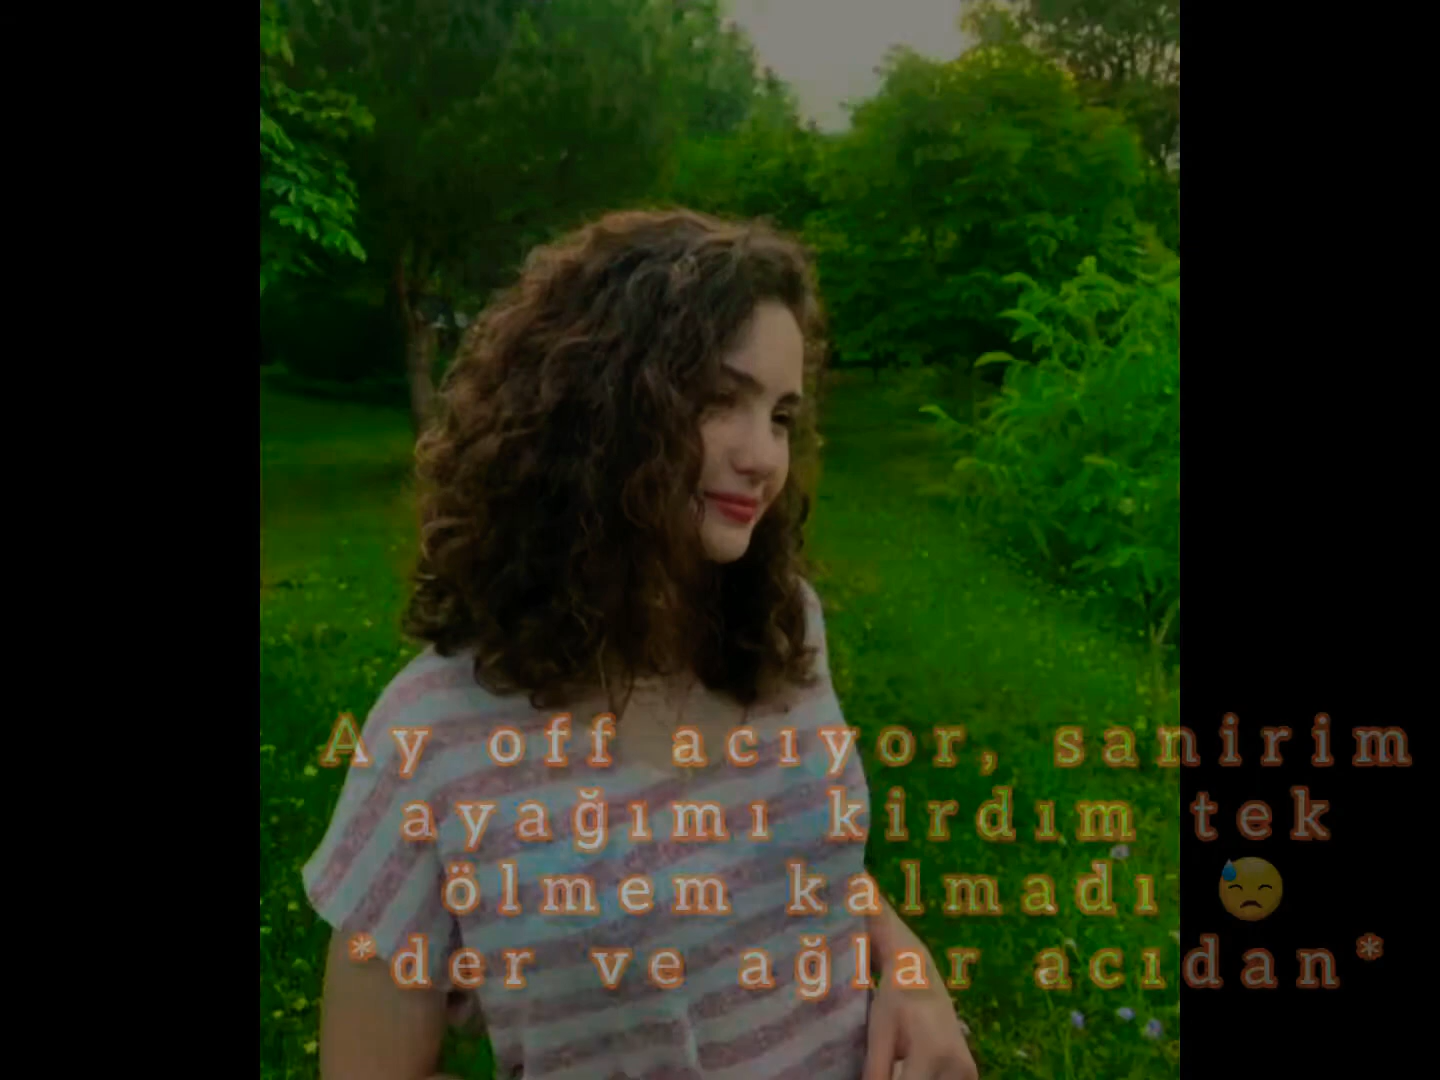 Ay off acıyor, sanirim
ayağımı kirdım tek
ölmem kalmadı 😓
*der ve ağlar acıdan*